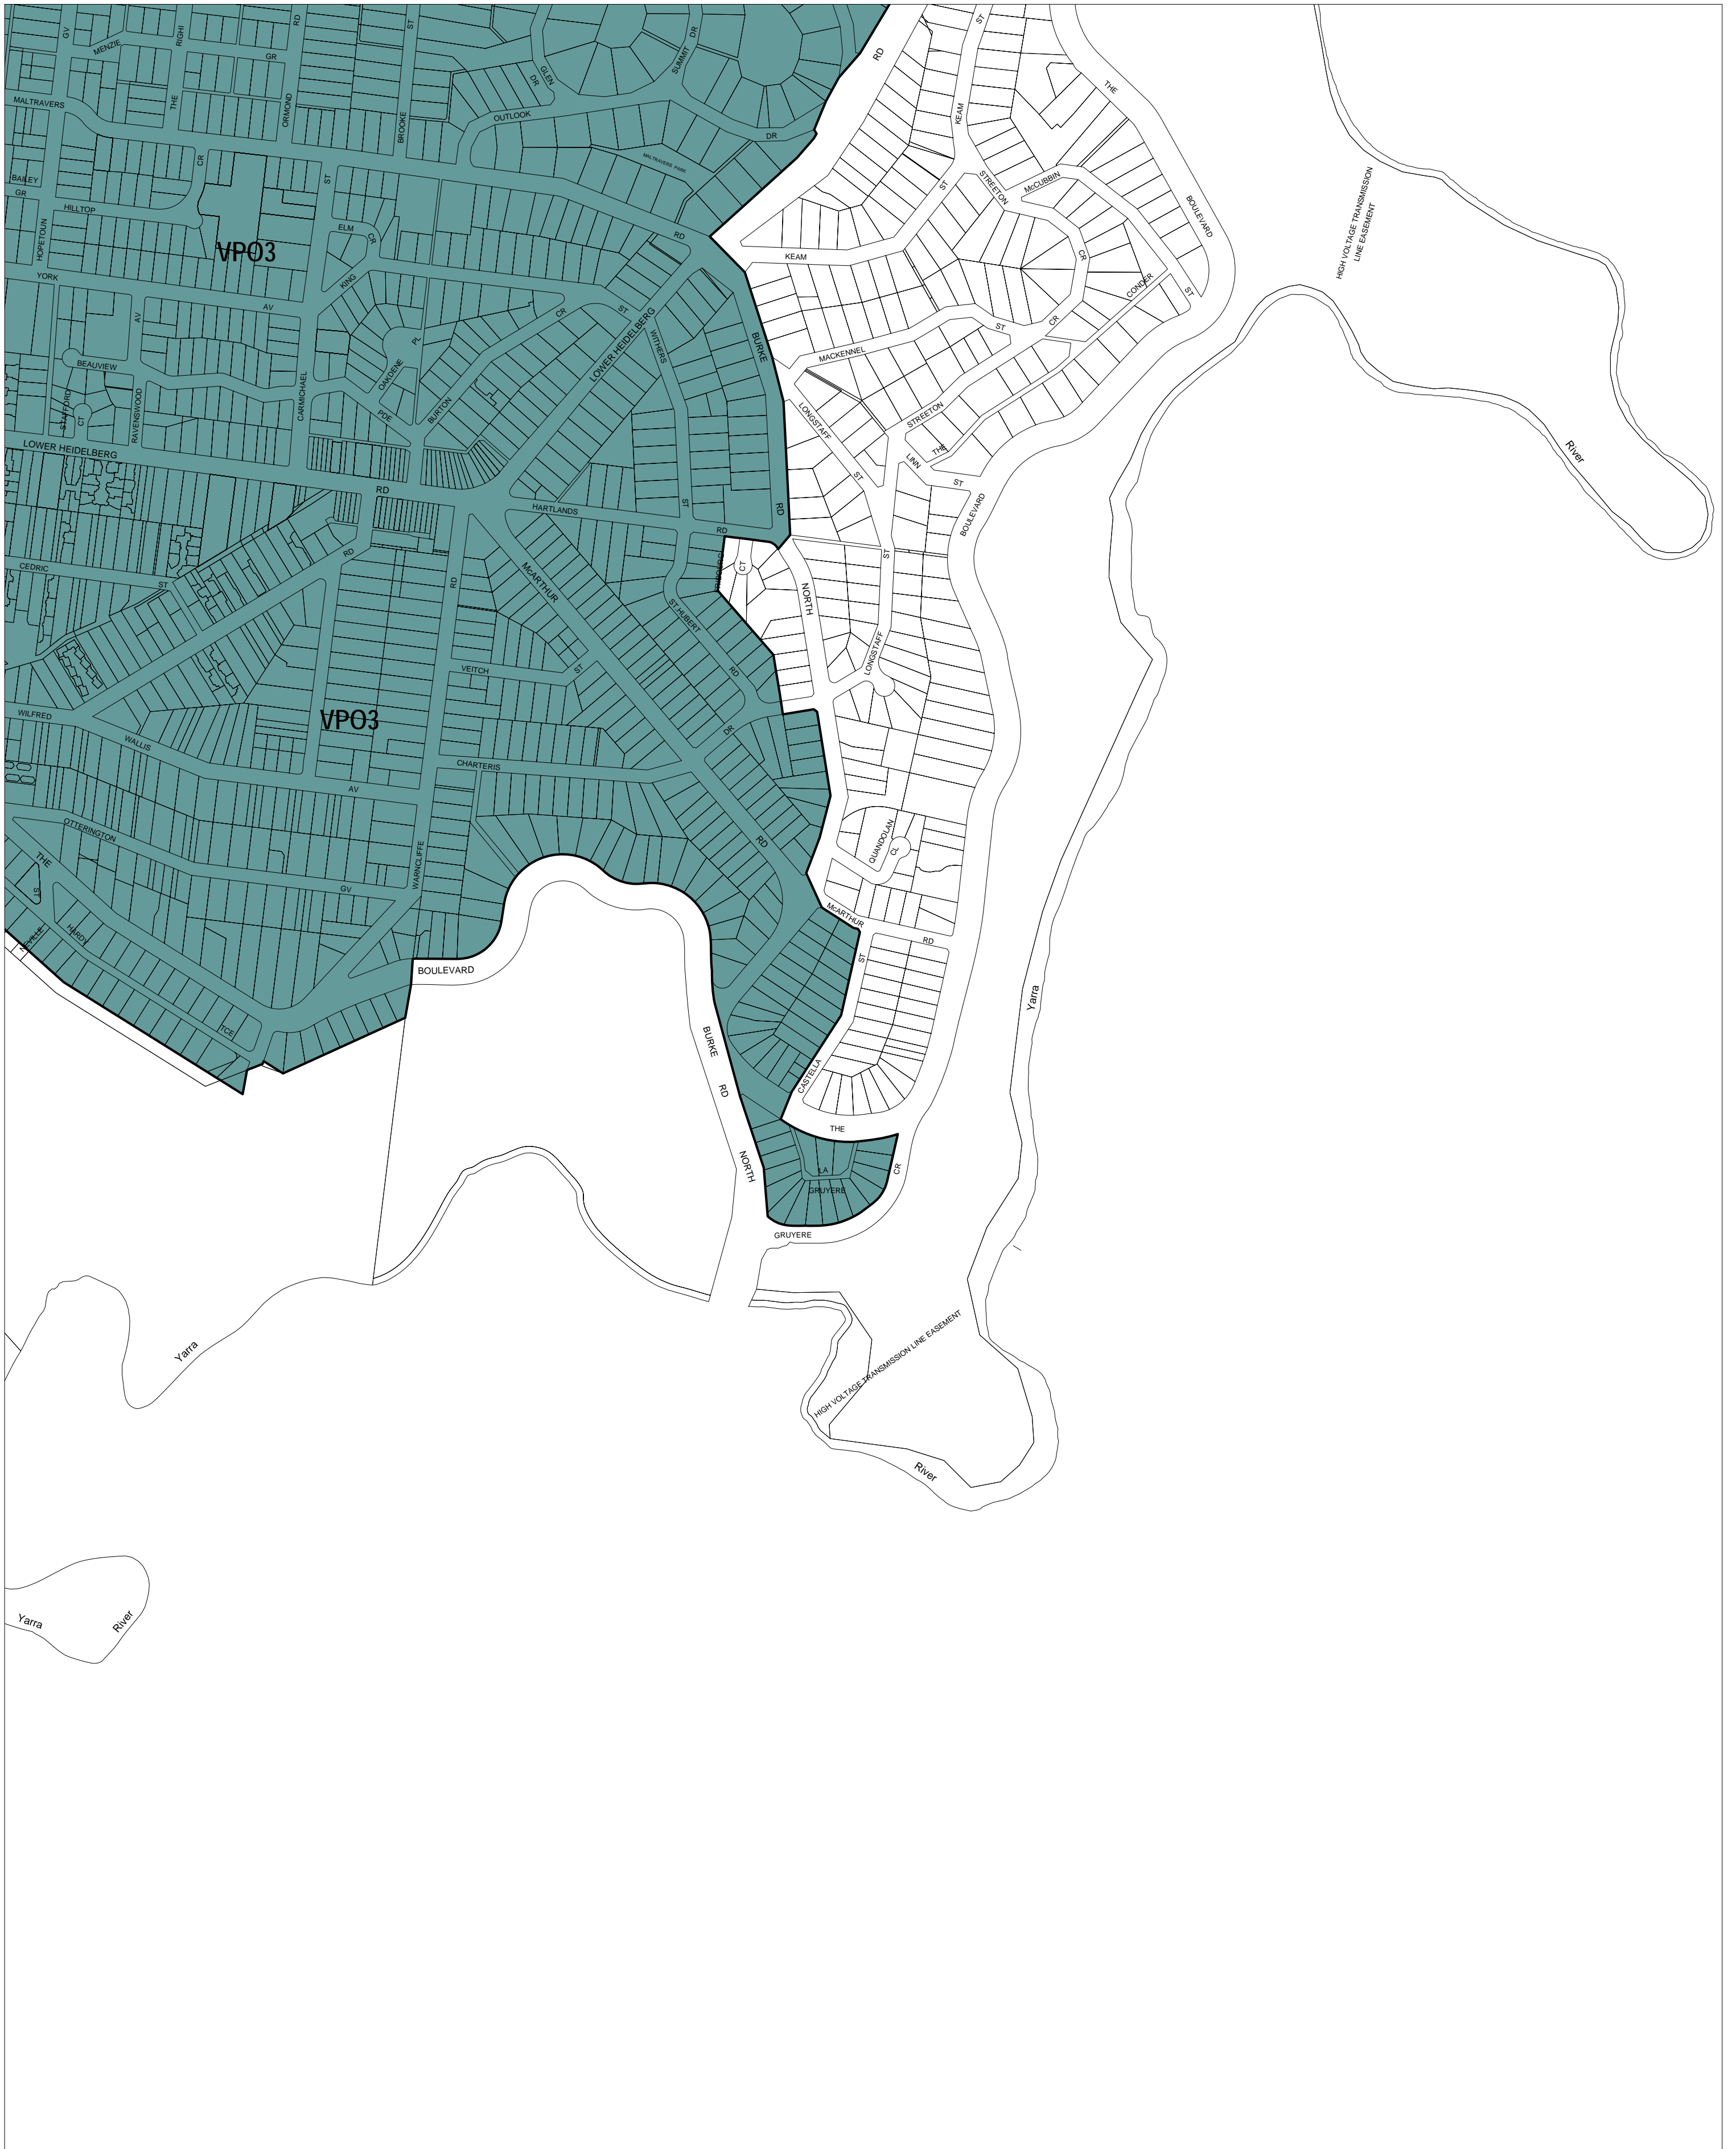 GV
MENZIE
RIGHI
RD
ST
GR
SUMMIT
DR
GLEN
DR
RD
ST
THE
MALTRAVERS
THE
ORMOND
BROOKE
OUTLOOK
DR
KEAM
CR
MALTRAVERS PARK
BAILEY
GR
ST
ST
STREETON
McCUBBIN
HIGH VOLTAGE TRANSMISSION
LINE EASEMENT
HILLTOP
HOPETOUN
ELM
CR
RD
BOULEVARD
VPO3
KEAM
CR
YORK
AV
KING
CONDER
ST
AV
CR
ST
LOWER HEIDELBERG
WITHERS
BURKE
ST
CR
PL
OAKDENE
MACKENNEL
BEAUVIEW
CARMICHAEL
STAFFORD
CT
RAVENSWOOD
PDE
BURTON
LONGSTAFF
STREETON
LOWER HEIDELBERG
THE
LINN
River
RD
ST
ST
HARTLANDS
ST
RD
RD
BOULEVARD
CEDRIC
ST
RD
RD
McARTHUR
CT
ST
NORTH
ST HUBERT
LONGSTAFF
VEITCH
ST
RD
WILFRED
VPO3
WALLIS
DR
CHARTERIS
AV
OTTERINGTON
THE
RD
QUANDOLAN
CL
WARNCLIFFE
ST
GV
McARTHUR
HARDY
RD
BOULEVARD
ST
Yarra
TCE
BURKE
RD
CASTELLA
THE
NORTH
LA
CR
GRUYERE
GRUYERE
Yarra
HIGH VOLTAGE TRANSMISSION LINE EASEMENT
River
Yarra
River